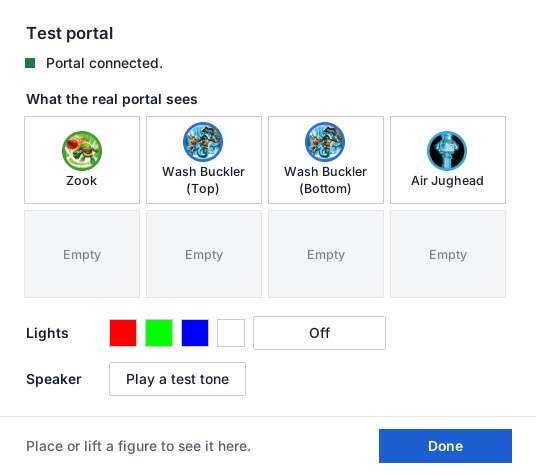 Test portal
Portal connected.
What the real portal sees
Zook
Wash Buckler
(Top)
Wash Buckler
(Bottom)
Air Jughead
Empty
Empty
Empty
Empty
Lights
Off
Speaker
Play a test tone
Place or lift a figure to see it here.
Done